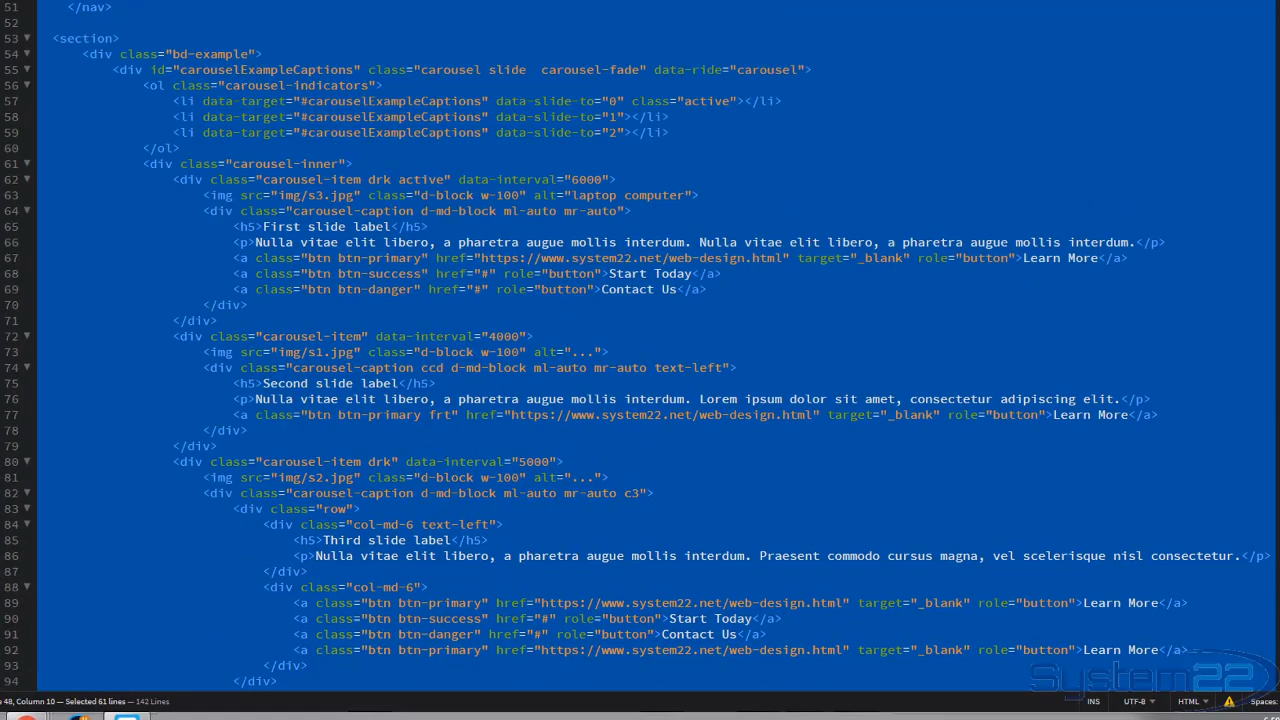 51 </nav>
52
53 <section>
54 <div class="bd-example">
55 <div id="carouselExampleCaptions" class="carousel slide  carousel-fade" data-ride="carousel">
56 <ol class="carousel-indicators">
57 <li data-target="#carouselExampleCaptions" data-slide-to="0" class="active"></li>
58 <li data-target="#carouselExampleCaptions" data-slide-to="1"></li>
59 <li data-target="#carouselExampleCaptions" data-slide-to="2"></li>
60 </ol>
61 <div class="carousel-inner">
62 <div class="carousel-item drk active" data-interval="6000">
63 <img src="img/s3.jpg" class="d-block w-100" alt="laptop computer">
64 <div class="carousel-caption d-md-block ml-auto mr-auto">
65 <h5>First slide label</h5>
66 <p>Nulla vitae elit libero, a pharetra augue mollis interdum. Nulla vitae elit libero, a pharetra augue mollis interdum.</p>
67 <a class="btn btn-primary" href="https://www.system22.net/web-design.html" target="_blank" role="button">Learn More</a>
68 <a class="btn btn-success" href="#" role="button">Start Today</a>
69 <a class="btn btn-danger" href="#" role="button">Contact Us</a>
70 </div>
71 </div>
72 <div class="carousel-item" data-interval="4000">
73 <img src="img/s1.jpg" class="d-block w-100" alt="...">
74 <div class="carousel-caption ccd d-md-block ml-auto mr-auto text-left">
75 <h5>Second slide label</h5>
76 <p>Nulla vitae elit libero, a pharetra augue mollis interdum. Lorem ipsum dolor sit amet, consectetur adipiscing elit.</p>
77 <a class="btn btn-primary frt" href="https://www.system22.net/web-design.html" target="_blank" role="button">Learn More</a>
78 </div>
79 </div>
80 <div class="carousel-item drk" data-interval="5000">
81 <img src="img/s2.jpg" class="d-block w-100" alt="...">
82 <div class="carousel-caption d-md-block ml-auto mr-auto c3">
83 <div class="row">
84 <div class="col-md-6 text-left">
85 <h5>Third slide label</h5>
86 <p>Nulla vitae elit libero, a pharetra augue mollis interdum. Praesent commodo cursus magna, vel scelerisque nisl consectetur.</p>
87 </div>
88 <div class="col-md-6">
89 <a class="btn btn-primary" href="https://www.system22.net/web-design.html" target="_blank" role="button">Learn More</a>
90 <a class="btn btn-success" href="#" role="button">Start Today</a>
91 <a class="btn btn-danger" href="#" role="button">Contact Us</a>
92 <a class="btn btn-primary" href="https://www.system22.net/web-design.html" target="_blank" role="button">Learn More</a>
93 </div>
94 </div>
System22
e 48, Column 10 — Selected 61 lines — 142 Lines
INS UTF-8 HTML Spaces: